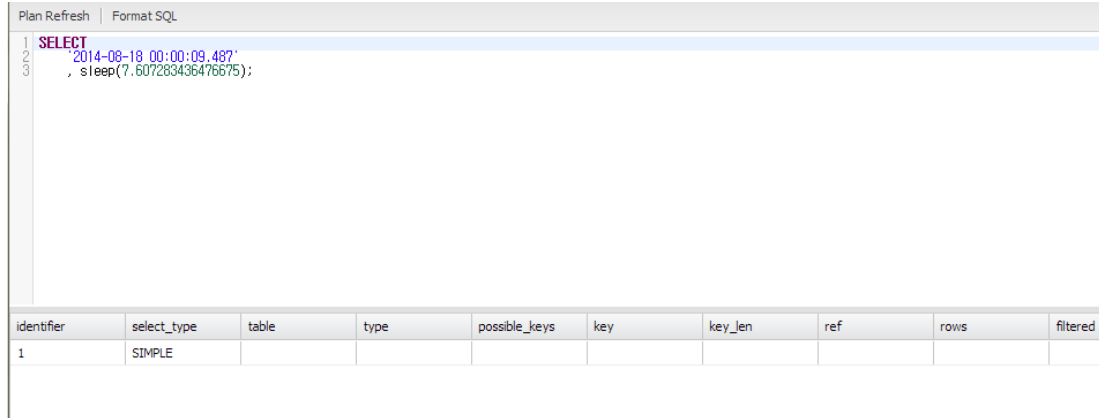 Plan Refresh | Format SQL
1 SELECT
2 '2014-08-18 00:00:09.487'
3 , sleep(7.607283436476675);
identifier select_type table type possible_keys key key_len ref rows filtered
1 SIMPLE